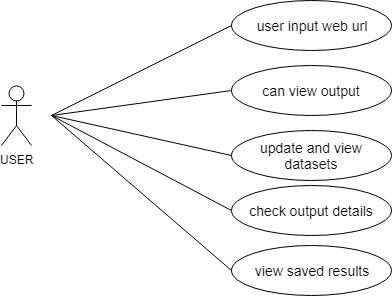 user input web url
can view output
USER
update and view
datasets
check output details
view saved results